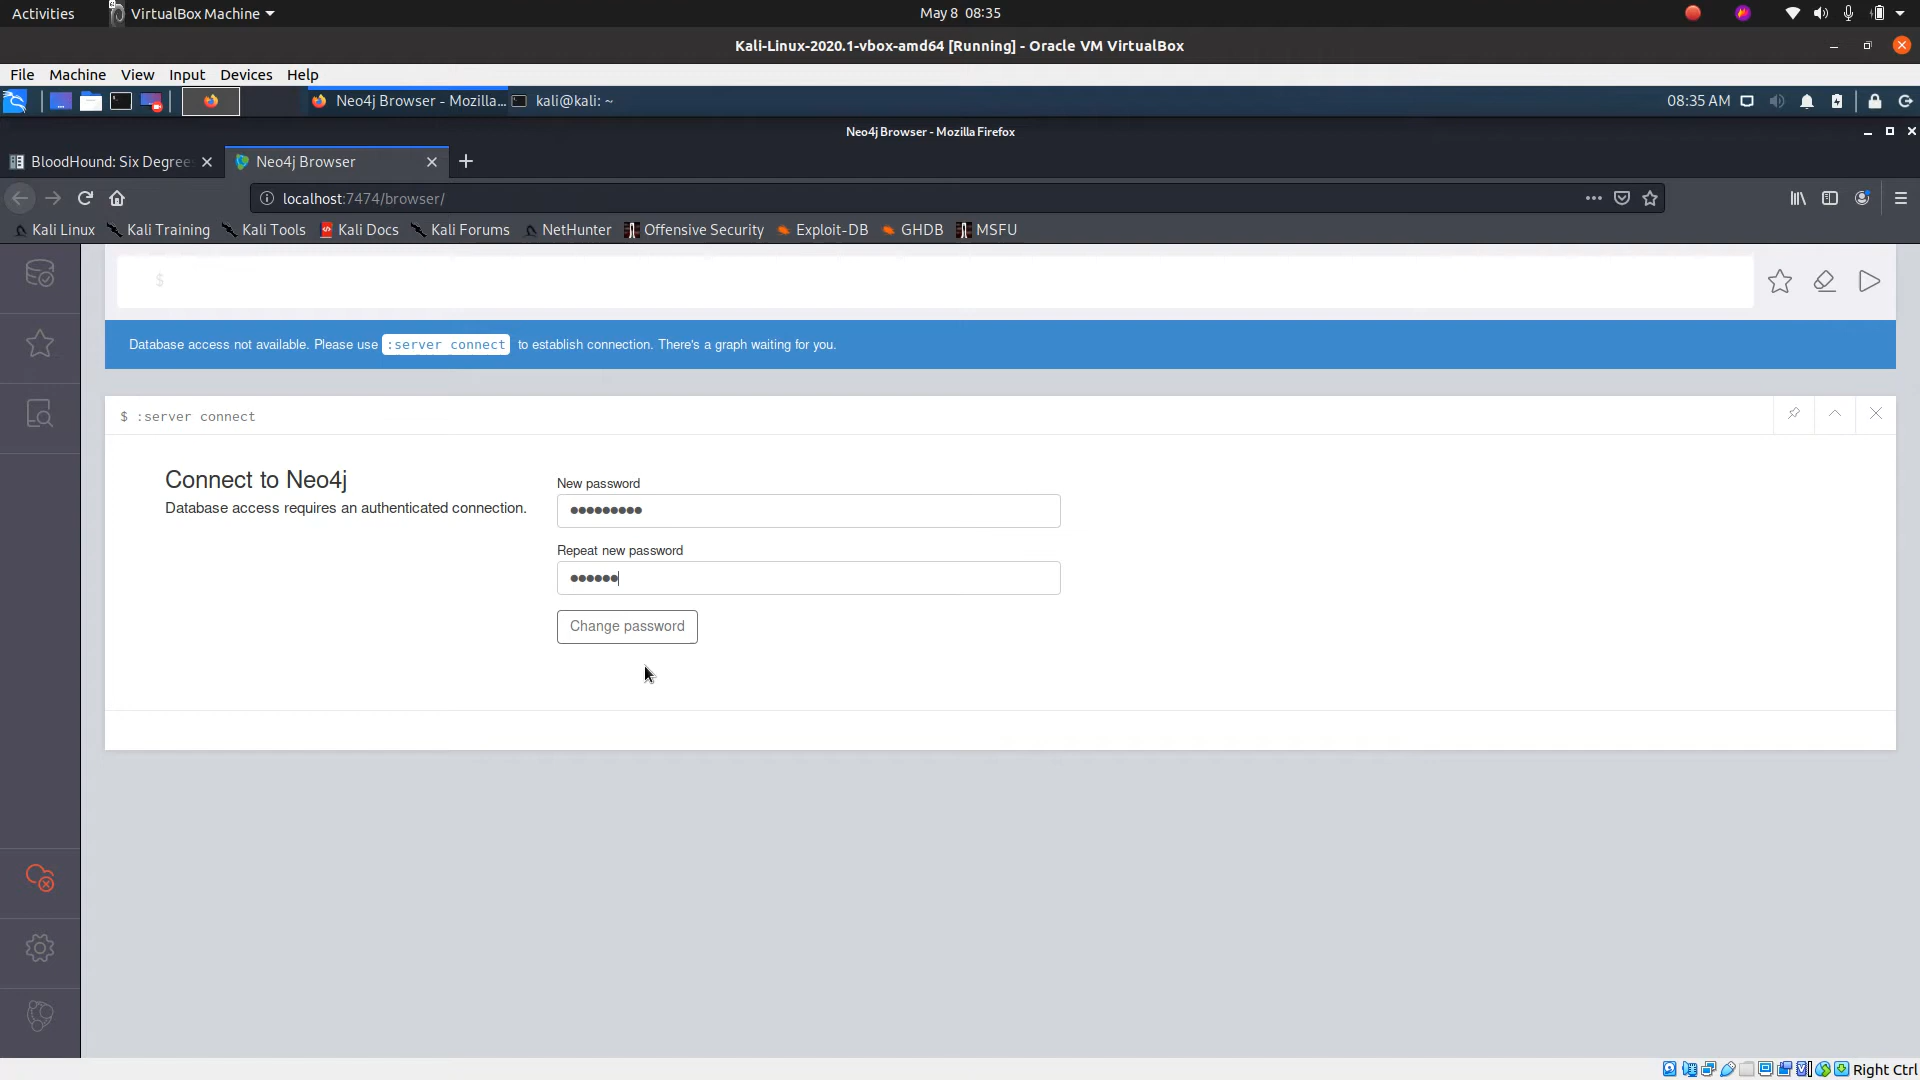 Activities VirtualBox Machine May 8 08:35
Kali-Linux-2020.1-vbox-amd64 [Running] - Oracle VM VirtualBox
File Machine View Input Devices Help
Neo4j Browser - Mozilla... kali@kali: ~ 08:35 AM
Neo4j Browser - Mozilla Firefox
BloodHound: Six Degree Neo4j Browser
localhost:7474/browser/
Kali Linux Kali Training Kali Tools Kali Docs Kali Forums NetHunter Offensive Security Exploit-DB GHDB MSFU
$
Database access not available. Please use :server connect to establish connection. There's a graph waiting for you.
$ :server connect
Connect to Neo4j
Database access requires an authenticated connection.
New password
•••••••••
Repeat new password
••••••
Change password
Right Ctrl